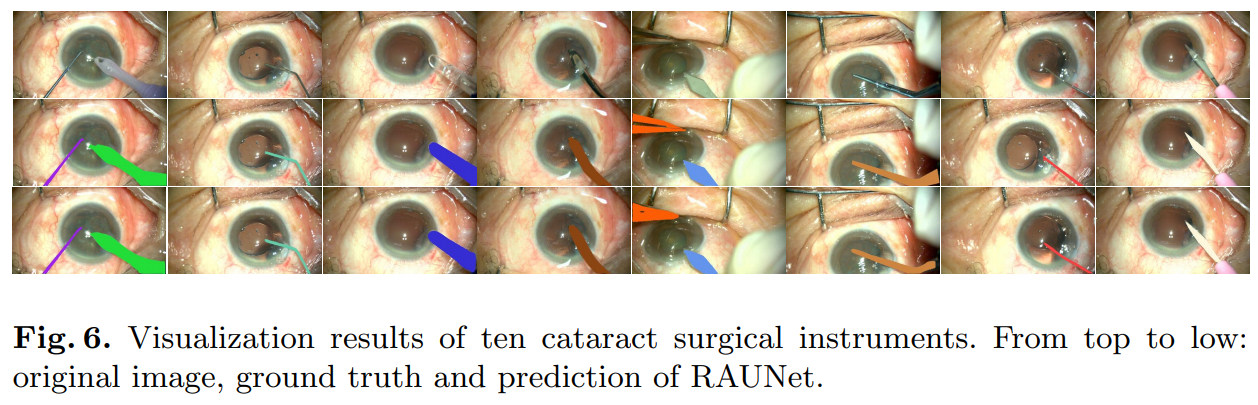 Fig. 6. Visualization results of ten cataract surgical instruments. From top to low:
original image, ground truth and prediction of RAUNet.